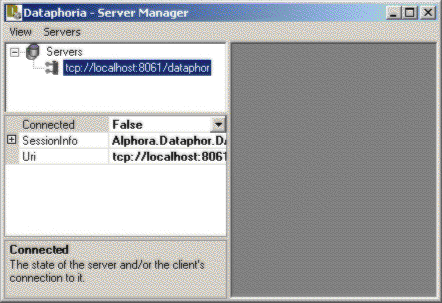 Dataphoria - Server Manager
View Servers
Servers
tcp://localhost:8061/dataphor
Connected False
SessionInfo Alphora.Dataphor.Da
Uri tcp://localhost:8061
Connected
The state of the server and/or the client's
connection to it.